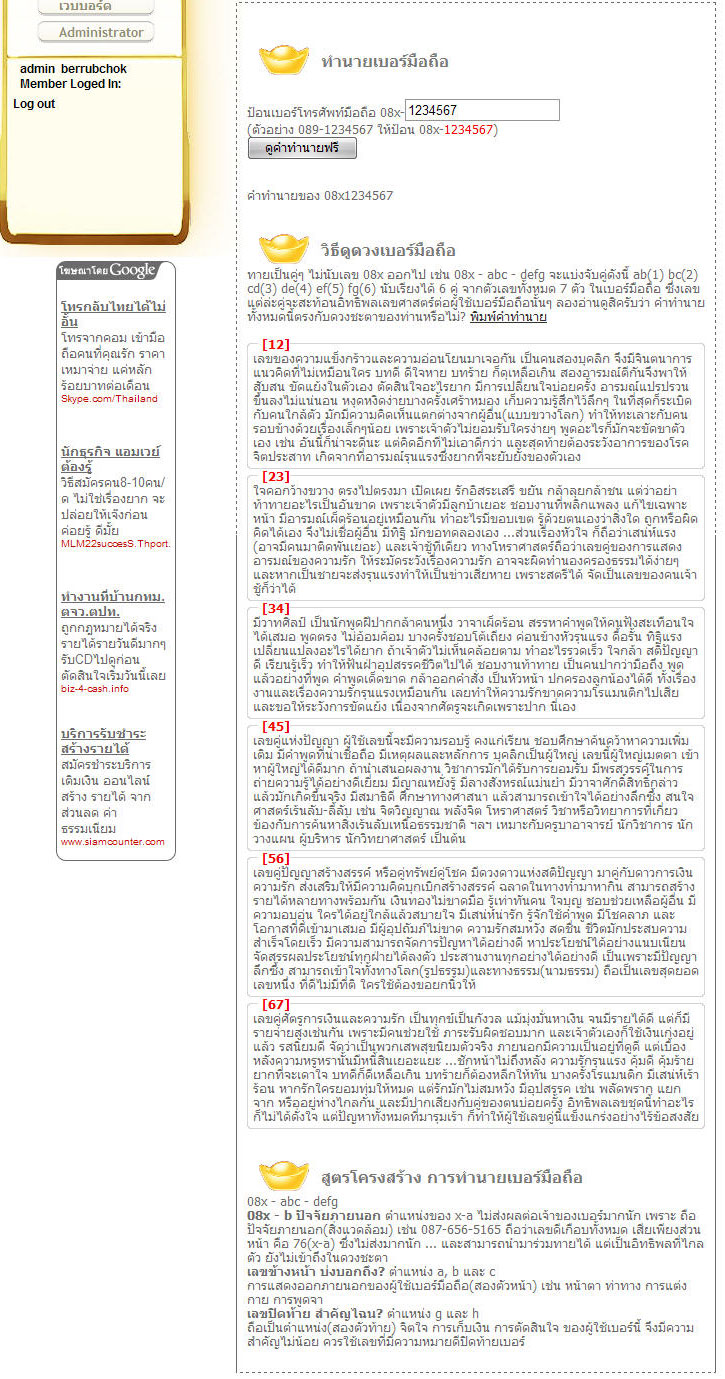 เวบบอร์ด
Administrator
admin berrubchok
Member Loged In:
Log out
โฆษณาโดย Google
โทรกลับไทยได้ไม่
อั้น
โทรจากคอม เข้ามือ
ถือคนที่คุณรัก ราคา
เหมาจ่าย แค่หลัก
ร้อยบาทต่อเดือน
Skype.com/Thailand
นักธุรกิจ แอมเวย์
ต้องรู้
วิธีสมัครคน8-10คน/
ด ไม่ใช่เรื่องยาก จะ
ปล่อยให้เจ๊งก่อน
ค่อยรู้ ดีมั้ย
MLM22succesS.Thport.
ทำงานที่บ้านกทม.
ตจว.ตปท.
ถูกกฎหมายได้จริง
รายได้รายวันดีมากๆ
รับCDไปดูก่อน
ตัดสินใจเริ่มวันนี้เลย
biz-4-cash.info
บริการรับชำระ
สร้างรายได้
สมัครชำระบริการ
เติมเงิน ออนไลน์
สร้าง รายได้ จาก
ส่วนลด ค่า
ธรรมเนียม
www.siamcounter.com
ทำนายเบอร์มือถือ
ป้อนเบอร์โทรศัพท์มือถือ 08x-1234567
(ตัวอย่าง 089-1234567 ให้ป้อน 08x-1234567)
ดูคำทำนายฟรี
คำทำนายของ 08x1234567
วิธีดูดวงเบอร์มือถือ
ทายเป็นคู่ๆ ไม่นับเลข 08x ออกไป เช่น 08x - abc - defg จะแบ่งจับคู่ดังนี้ ab(1) bc(2)
cd(3) de(4) ef(5) fg(6) นับเรียงได้ 6 คู่ จากตัวเลขทั้งหมด 7 ตัว ในเบอร์มือถือ ซึ่งเลข
แต่ล่ะคู่จะสะท้อนอิทธิพลเลขศาสตร์ต่อผู้ใช้เบอร์มือถือนั้นๆ ลองอ่านดูสิครับว่า คำทำนาย
ทั้งหมดนี้ตรงกับดวงชะตาของท่านหรือไม่? พิมพ์คำทำนาย
[12]
เลขของความแข็งกร้าวและความอ่อนโยนมาเจอกัน เป็นคนสองบุคลิก จึงมีจินตนาการ
แนวคิดที่ไม่เหมือนใคร บทดี ดีใจหาย บทร้าย ก็ดุเหลือเกิน สองอารมณ์ตีกันจึงพาให้
สับสน ขัดแย้งในตัวเอง ตัดสินใจอะไรยาก มีการเปลี่ยนใจบ่อยครั้ง อารมณ์แปรปรวน
ขึ้นลงไม่แน่นอน หงุดหงิดง่ายบางครั้งเศร้าหมอง เก็บความรู้สึกไว้ลึกๆ ในที่สุดก็ระเบิด
กับคนใกล้ตัว มักมีความคิดเห็นแตกต่างจากผู้อื่น(แบบขวางโลก) ทำให้ทะเลาะกับคน
รอบข้างด้วยเรื่องเล็กๆน้อย เพราะเจ้าตัวไม่ยอมรับใครง่ายๆ พูดอะไรก็มักจะขัดขาตัว
เอง เช่น อันนี้ก็น่าจะดีนะ แต่คิดอีกทีไม่เอาดีกว่า และสุดท้ายต้องระวังอาการของโรค
จิตประสาท เกิดจากที่อารมณ์รุนแรงซึ่งยากที่จะยับยั้งของตัวเอง
[23]
ใจคอกว้างขวาง ตรงไปตรงมา เปิดเผย รักอิสระเสรี ขยัน กล้าลุยกล้าชน แต่ว่าอย่า
ท้าทายอะไรเป็นอันขาด เพราะเจ้าตัวมีลูกบ้าเยอะ ชอบงานที่พลิกแพลง แก้ไขเฉพาะ
หน้า มีอารมณ์เผ็ดร้อนอยู่เหมือนกัน ทำอะไรมีขอบเขต รู้ด้วยตนเองว่าสิ่งใด ถูกหรือผิด
คิดได้เอง จึงไม่เชื่อผู้อื่น มีทิฐิ มักขอทดลองเอง ...ส่วนเรื่องหัวใจ ก็ถือว่าเสน่ห์แรง
(อาจมีคนมาติดพันเยอะ) และเจ้าชู้ทีเดียว ทางโหราศาสตร์ถือว่าเลขคู่ของการแสดง
อารมณ์ของความรัก ให้ระมัดระวังเรื่องความรัก อาจจะผิดทำนองครองธรรมได้ง่ายๆ
และหากเป็นชายจะส่งรุนแรงทำให้เป็นข่าวเสียหาย เพราะสตรีได้ จัดเป็นเลขของคนเจ้า
ชู้ก็ว่าได้
[34]
มีวาทศิลป์ เป็นนักพูดฝีปากกล้าคนหนึ่ง วาจาเผ็ดร้อน สรรหาคำพูดให้คนฟังสะเทือนใจ
ได้เสมอ พูดตรง ไม่อ้อมค้อม บางครั้งชอบโต้เถียง ค่อนข้างหัวรุนแรง ดื้อรั้น ทิฐิแรง
เปลี่ยนแปลงอะไรได้ยาก ถ้าเจ้าตัวไม่เห็นคล้อยตาม ทำอะไรรวดเร็ว ใจกล้า สติปัญญา
ดี เรียนรู้เร็ว ทำให้ฟันฝ่าอุปสรรคชีวิตไปได้ ชอบงานท้าทาย เป็นคนปากว่ามือถึง พูด
แล้วอย่างที่พูด คำพูดเด็ดขาด กล้าออกคำสั่ง เป็นหัวหน้า ปกครองลูกน้องได้ดี ทั้งเรื่อง
งานและเรื่องความรักรุนแรงเหมือนกัน เลยทำให้ความรักขาดความโรแมนติกไปเสีย
และขอให้ระวังการขัดแย้ง เนื่องจากศัตรูจะเกิดเพราะปาก นี่เอง
[45]
เลขคู่แห่งปัญญา ผู้ใช้เลขนี้จะมีความรอบรู้ คงแก่เรียน ชอบศึกษาค้นคว้าหาความเพิ่ม
เติม มีคำพูดที่น่าเชื่อถือ มีเหตุผลและหลักการ บุคลิกเป็นผู้ใหญ่ เลขนี้ผู้ใหญ่เมตตา เข้า
หาผู้ใหญ่ได้ดีมาก ถ้านำเสนอผลงาน วิชาการมักได้รับการยอมรับ มีพรสวรรค์ในการ
ถ่ายความรู้ได้อย่างดีเยี่ยม มีญาณหยั่งรู้ มีลางสังหรณ์แม่นยำ มีวาจาศักดิ์สิทธิ์กล่าว
แล้วมักเกิดขึ้นจริง มีสมาธิดี ศึกษาทางศาสนา แล้วสามารถเข้าใจได้อย่างลึกซึ้ง สนใจ
ศาสตร์เร้นลับ-ลี้ลับ เช่น จิตวิญญาณ พลังจิต โหราศาสตร์ วิชาหรือวิทยาการที่เกี่ยว
ข้องกับการค้นหาสิ่งเร้นลับเหนือธรรมชาติ ฯลฯ เหมาะกับครูบาอาจารย์ นักวิชาการ นัก
วางแผน ผู้บริหาร นักวิทยาศาสตร์ เป็นต้น
[56]
เลขคู่ปัญญาสร้างสรรค์ หรือคู่ทรัพย์คู่โชค มีดวงดาวแห่งสติปัญญา มาคู่กับดาวการเงิน
ความรัก ส่งเสริมให้มีความคิดบุกเบิกสร้างสรรค์ ฉลาดในทางทำมาหากิน สามารถสร้าง
รายได้หลายทางพร้อมกัน เงินทองไม่ขาดมือ รู้เท่าทันคน ใจบุญ ชอบช่วยเหลือผู้อื่น มี
ความอบอุ่น ใครได้อยู่ใกล้แล้วสบายใจ มีเสน่ห์น่ารัก รู้จักใช้คำพูด มีโชคลาภ และ
โอกาสที่ดีเข้ามาเสมอ มีผู้อุปถัมภ์ไม่ขาด ความรักสมหวัง สดชื่น ชีวิตมักประสบความ
สำเร็จโดยเร็ว มีความสามารถจัดการปัญหาได้อย่างดี หาประโยชน์ได้อย่างแนบเนียน
จัดสรรผลประโยชน์ทุกฝ่ายได้ลงตัว ประสานงานทุกอย่างได้อย่างดี เป็นเพราะมีปัญญา
ลึกซึ้ง สามารถเข้าใจทั้งทางโลก(รูปธรรม)และทางธรรม(นามธรรม) ถือเป็นเลขสุดยอด
เลขหนึ่ง ที่ดีไม่มีที่ติ ใครใช้ต้องขอยกนิ้วให้
[67]
เลขคู่ศัตรูการเงินและความรัก เป็นทุกข์เป็นกังวล แม้มุ่งมั่นหาเงิน จนมีรายได้ดี แต่ก็มี
รายจ่ายสูงเช่นกัน เพราะมีคนช่วยใช้ ภาระรับผิดชอบมาก และเจ้าตัวเองก็ใช้เงินเก่งอยู่
แล้ว รสนิยมดี จัดว่าเป็นพวกเสพสุขนิยมตัวจริง ภายนอกมีความเป็นอยู่ที่ดูดี แต่เบื้อง
หลังความหรูหรานั้นมีหนี้สินเยอะแยะ ...ชักหน้าไม่ถึงหลัง ความรักรุนแรง คุ้มดี คุ้มร้าย
ยากที่จะเดาใจ บทดีก็ดีเหลือเกิน บทร้ายก็ต้องหลีกให้ทัน บางครั้งโรแมนติก มีเสน่ห์เร้า
ร้อน หากรักใครยอมทุ่มให้หมด แต่รักมักไม่สมหวัง มีอุปสรรค เช่น พลัดพราก แยก
จาก หรืออยู่ห่างไกลกัน และมีปากเสียงกับคู่ของตนบ่อยครั้ง อิทธิพลเลขชุดนี้ทำอะไร
ก็ไม่ได้ดั่งใจ แต่ปัญหาทั้งหมดที่มารุมเร้า ก็ทำให้ผู้ใช้เลขคู่นี้แข็งแกร่งอย่างไร้ข้อสงสัย
สูตรโครงสร้าง การทำนายเบอร์มือถือ
08x - abc - defg
08x - b ปัจจัยภายนอก ตำแหน่งของ x-a ไม่ส่งผลต่อเจ้าของเบอร์มากนัก เพราะ ถือ
ปัจจัยภายนอก(สิ่งแวดล้อม) เช่น 087-656-5165 ถือว่าเลขดีเกือบทั้งหมด เสียเพียงส่วน
หน้า คือ 76(x-a) ซึ่งไม่ส่งมากนัก ... และสามารถนำมาร่วมทายได้ แต่เป็นอิทธิพลที่ไกล
ตัว ยังไม่เข้าถึงในดวงชะตา
เลขข้างหน้า บ่งบอกถึง? ตำแหน่ง a, b และ c
การแสดงออกภายนอกของผู้ใช้เบอร์มือถือ(สองตัวหน้า) เช่น หน้าตา ท่าทาง การแต่ง
กาย การพูดจา
เลขปิดท้าย สำคัญไฉน? ตำแหน่ง g และ h
ถือเป็นตำแหน่ง(สองตัวท้าย) จิตใจ การเก็บเงิน การตัดสินใจ ของผู้ใช้เบอร์นี้ จึงมีความ
สำคัญไม่น้อย ควรใช้เลขที่มีความหมายดีปิดท้ายเบอร์